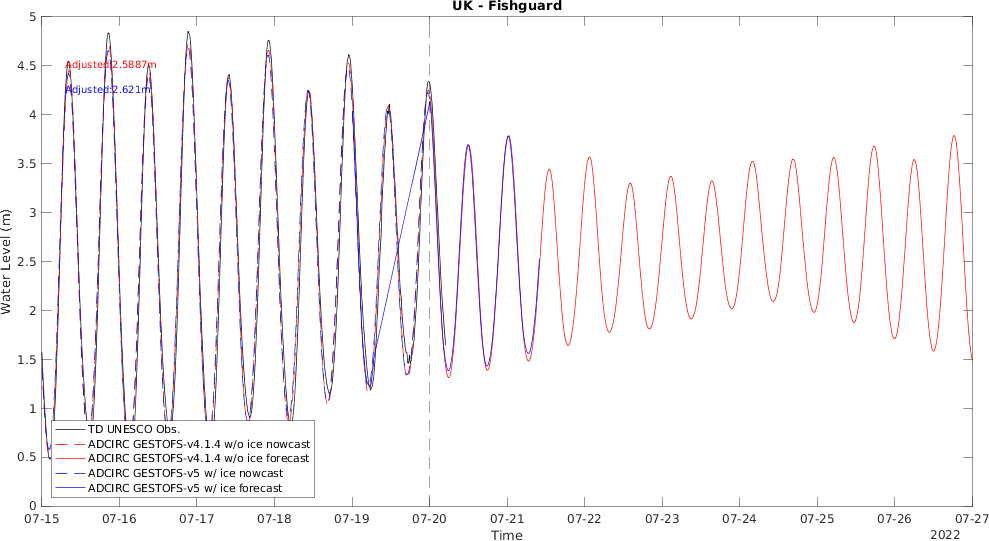 UK - Fishguard
5
4.5
4
3.5
3
2.5
2
1.5
1
0.5
0
Water Level (m)
Adjusted:2.5887m
Adjusted:2.621m
TD UNESCO Obs.
ADCIRC GESTOFS-v4.1.4 w/o ice nowcast
ADCIRC GESTOFS-v4.1.4 w/o ice forecast
ADCIRC GESTOFS-v5 w/ ice nowcast
ADCIRC GESTOFS-v5 w/ ice forecast
07-15 07-16 07-17 07-18 07-19 07-20 07-21 07-22 07-23 07-24 07-25 07-26 07-27
Time
2022